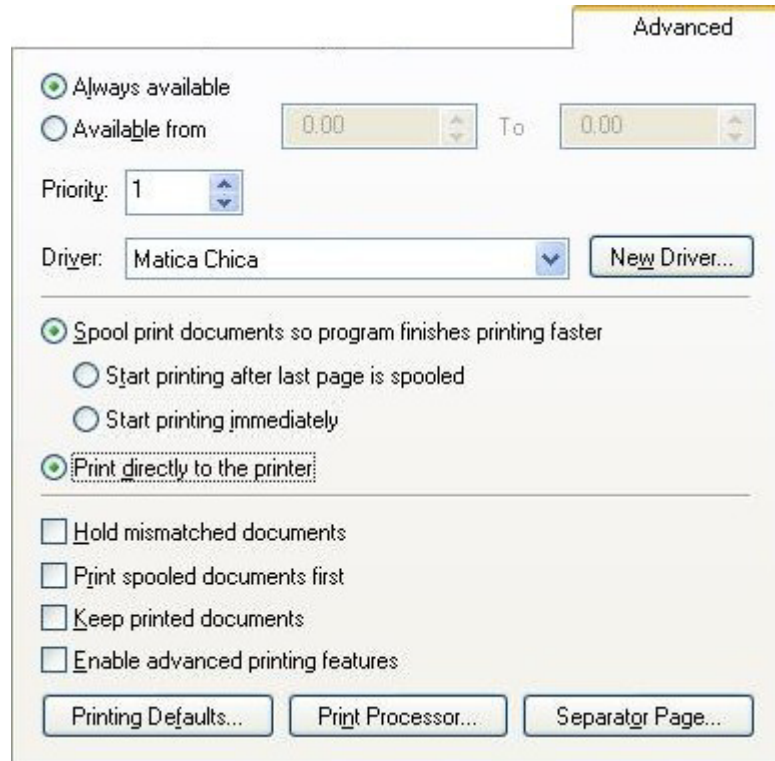 Advanced
Always available
Available from 0.00 To 0.00
Priority: 1
Driver: Matica Chica New Driver...
Spool print documents so program finishes printing faster
Start printing after last page is spooled
Start printing immediately
Print directly to the printer
Hold mismatched documents
Print spooled documents first
Keep printed documents
Enable advanced printing features
Printing Defaults... Print Processor... Separator Page...